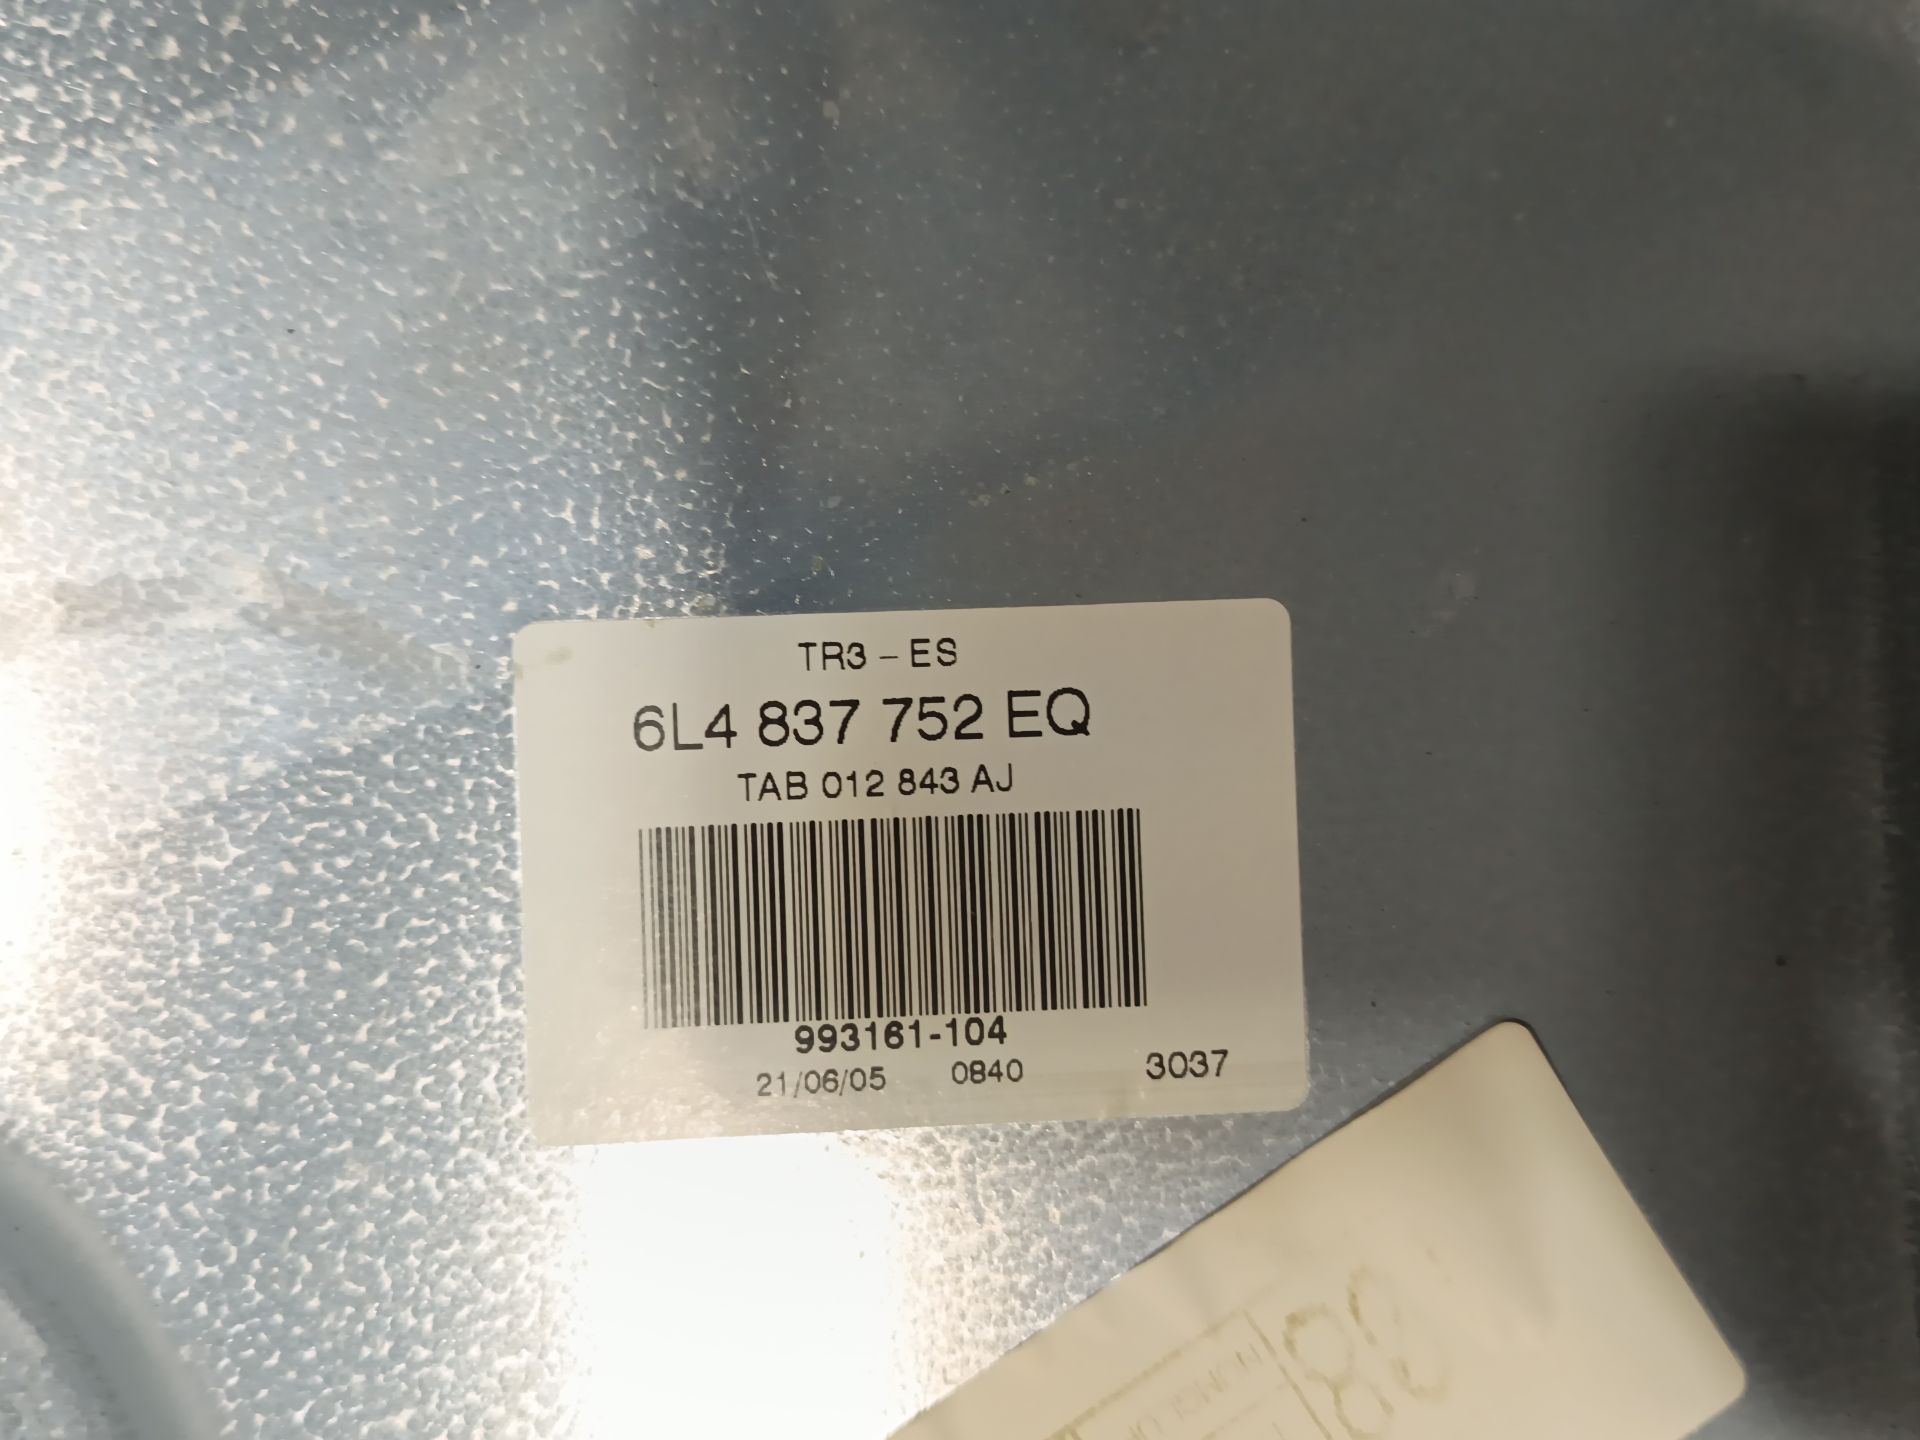 TR3 – ES
6L4 837 752 EQ
TAB 012 843 AJ
993161-104
21/06/05 0840 3037